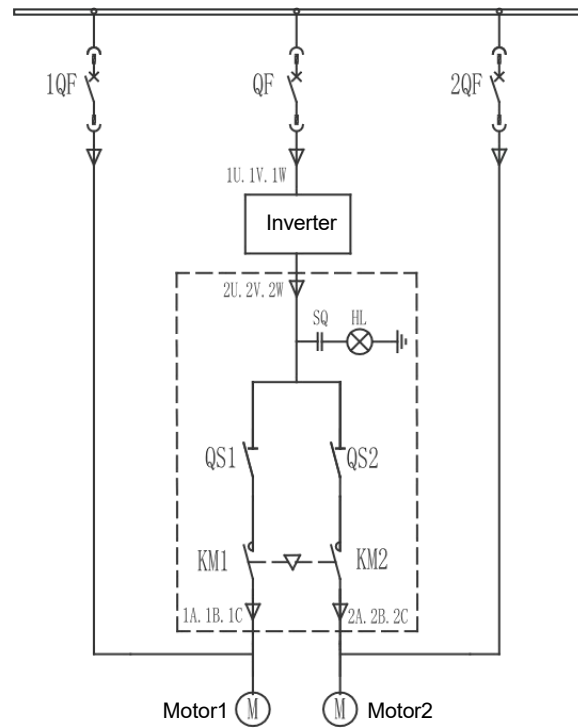 1QF
QF
2QF
1U. 1V. 1W
Inverter
2U. 2V. 2W
SQ
HL
QS1
QS2
KM1
KM2
1A. 1B. 1C
2A. 2B. 2C
Motor1
M
M
Motor2